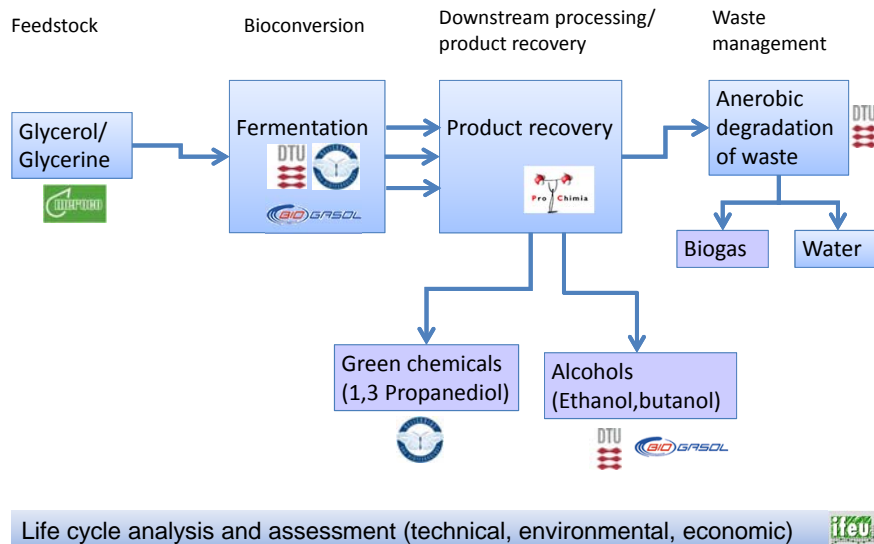 Feedstock
Bioconversion
Downstream processing/
product recovery
Waste
management
Glycerol/
Glycerine
Fermentation
DTU
BIOGASOL
Product recovery
Pro Chimia
Anerobic
degradation
of waste
DTU
Biogas
Water
Green chemicals
(1,3 Propanediol)
Alcohols
(Ethanol,butanol)
DTU
BIOGASOL
Life cycle analysis and assessment (technical, environmental, economic)
ifeu